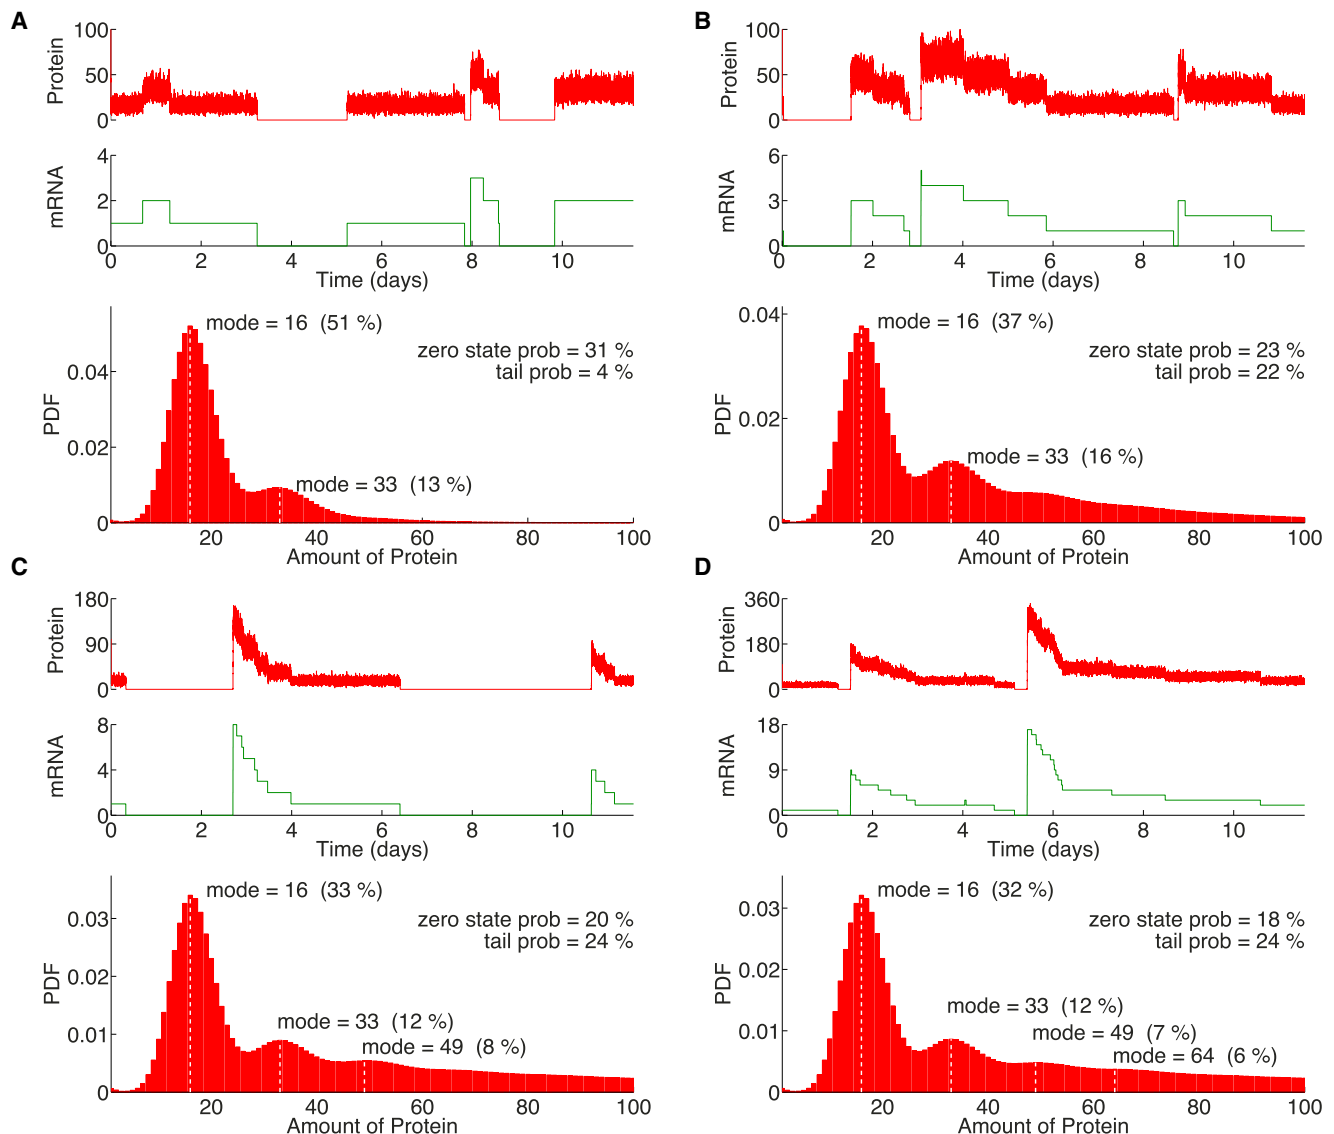 A
Protein
100
50
0
mRNA
4
2
0
0 2 4 6 8 10
Time (days)
PDF
0.04
0.02
0
mode = 16 (51 %)
zero state prob = 31 %
tail prob = 4 %
mode = 33 (13 %)
20 40 60 80 100
Amount of Protein
B
Protein
100
50
0
mRNA
6
3
0
0 2 4 6 8 10
Time (days)
PDF
0.04
0.02
0
mode = 16 (37 %)
zero state prob = 23 %
tail prob = 22 %
mode = 33 (16 %)
20 40 60 80 100
Amount of Protein
C
Protein
180
90
0
mRNA
8
4
0
0 2 4 6 8 10
Time (days)
PDF
0.03
0.02
0.01
0
mode = 16 (33 %)
zero state prob = 20 %
tail prob = 24 %
mode = 33 (12 %)
mode = 49 (8 %)
20 40 60 80 100
Amount of Protein
D
Protein
360
180
0
mRNA
18
9
0
0 2 4 6 8 10
Time (days)
PDF
0.03
0.02
0.01
0
mode = 16 (32 %)
zero state prob = 18 %
tail prob = 24 %
mode = 33 (12 %)
mode = 49 (7 %)
mode = 64 (6 %)
20 40 60 80 100
Amount of Protein